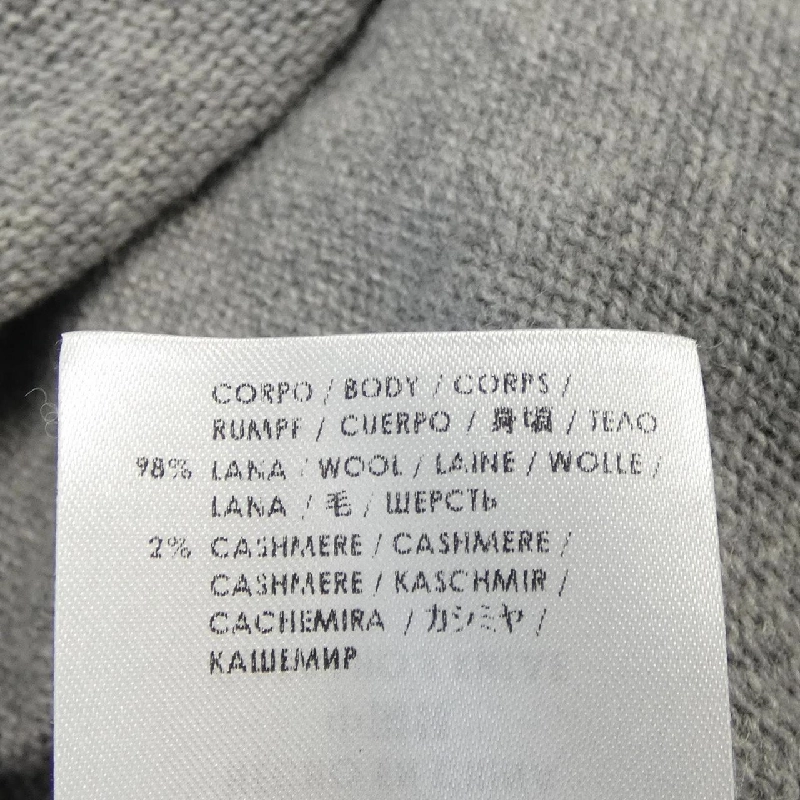 CORPO / BODY / CORPS /
RUMPF / CUERPO / 身頃 / ТЕЛО
98% LANA / WOOL / LAINE / WOLLE /
LANA / 毛 / ШЕРСТЬ
2% CASHMERE / CASHMERE /
CASHMERE / KASCHMIR /
CACHEMIRA / カシミヤ /
КАШЕМИР